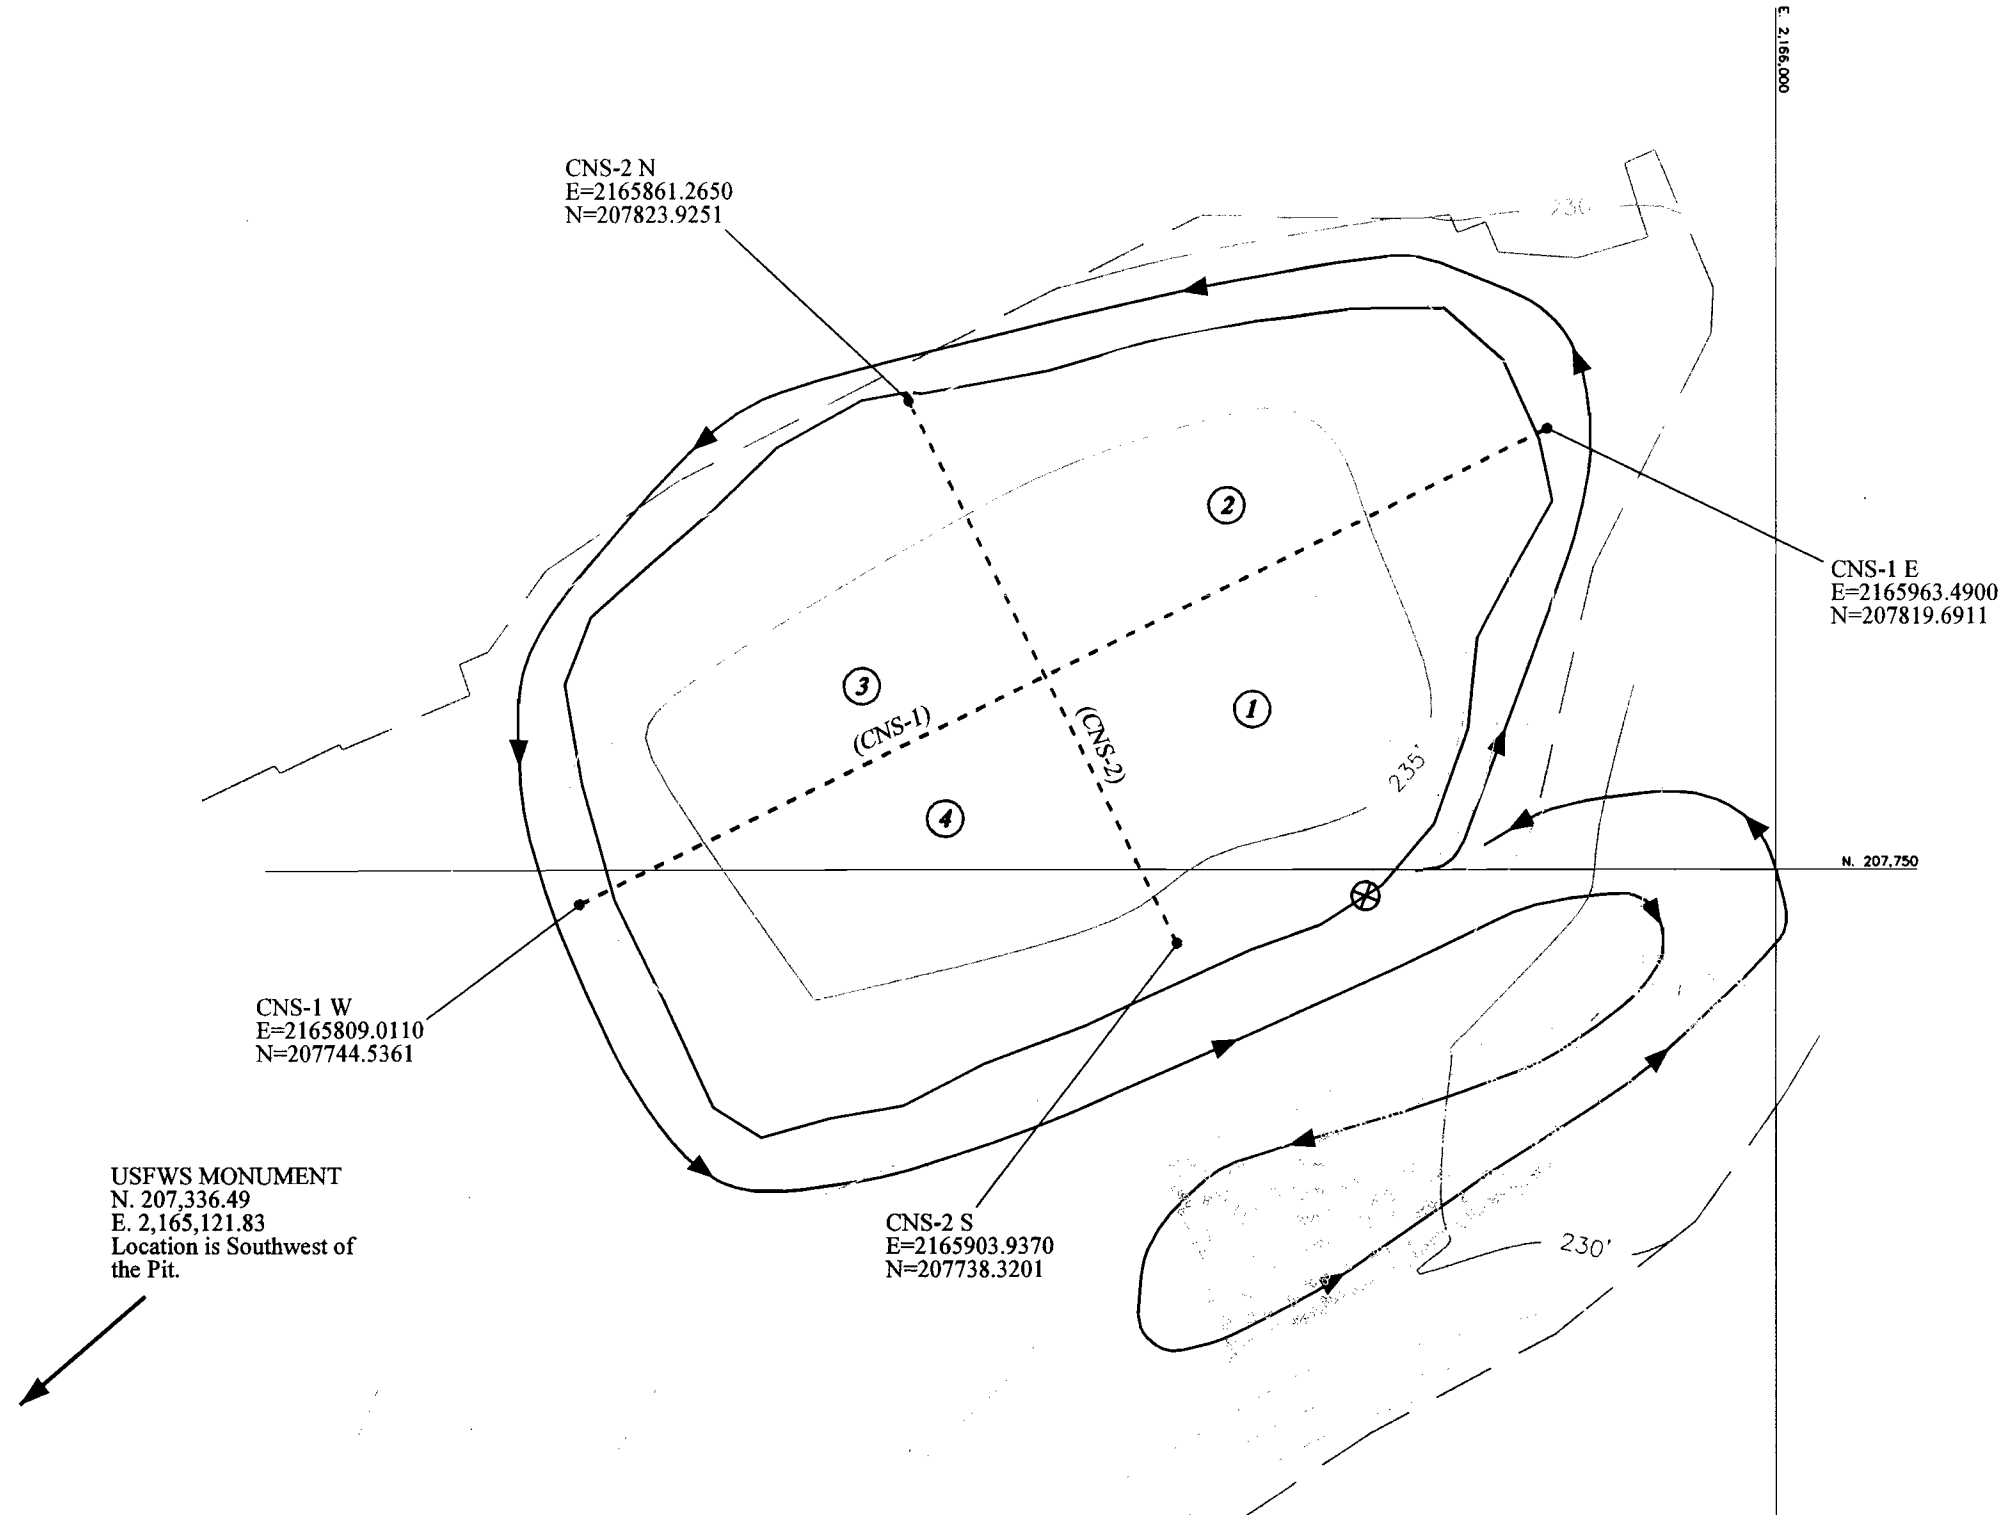 E. 2,166,000
CNS-2 N
E=2165861.2650
N=207823.9251
230
2
CNS-1 E
E=2165963.4900
N=207819.6911
3
1
(CNS-1)
(CNS-2)
235'
4
N. 207,750
CNS-1 W
E=2165809.0110
N=207744.5361
USFWS MONUMENT
N. 207,336.49
E. 2,165,121.83
Location is Southwest of
the Pit.
CNS-2 S
E=2165903.9370
N=207738.3201
230'